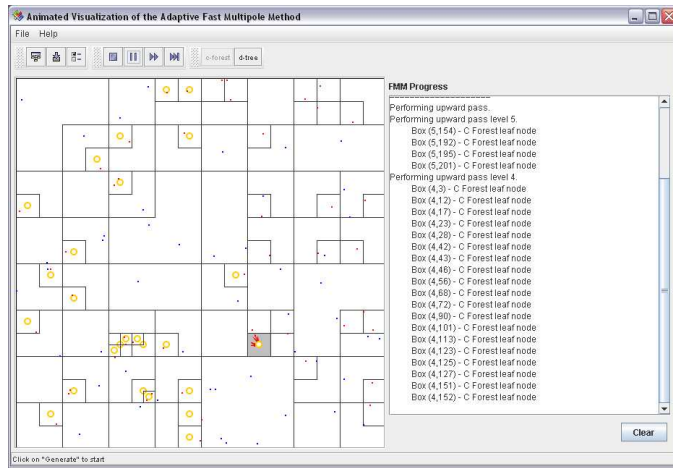 Animated Visualization of the Adaptive Fast Multipole Method
File Help
c-forest d-tree
FMM Progress
Performing upward pass..
Performing upward pass level 5.
Box (5,154) - C Forest leaf node
Box (5,192) - C Forest leaf node
Box (5,195) - C Forest leaf node
Box (5,201) - C Forest leaf node
Performing upward pass level 4.
Box (4,3) - C Forest leaf node
Box (4,12) - C Forest leaf node
Box (4,17) - C Forest leaf node
Box (4,23) - C Forest leaf node
Box (4,28) - C Forest leaf node
Box (4,42) - C Forest leaf node
Box (4,43) - C Forest leaf node
Box (4,46) - C Forest leaf node
Box (4,56) - C Forest leaf node
Box (4,68) - C Forest leaf node
Box (4,72) - C Forest leaf node
Box (4,90) - C Forest leaf node
Box (4,101) - C Forest leaf node
Box (4,113) - C Forest leaf node
Box (4,123) - C Forest leaf node
Box (4,125) - C Forest leaf node
Box (4,127) - C Forest leaf node
Box (4,151) - C Forest leaf node
Box (4,152) - C Forest leaf node
Clear
Click on "Generate" to start